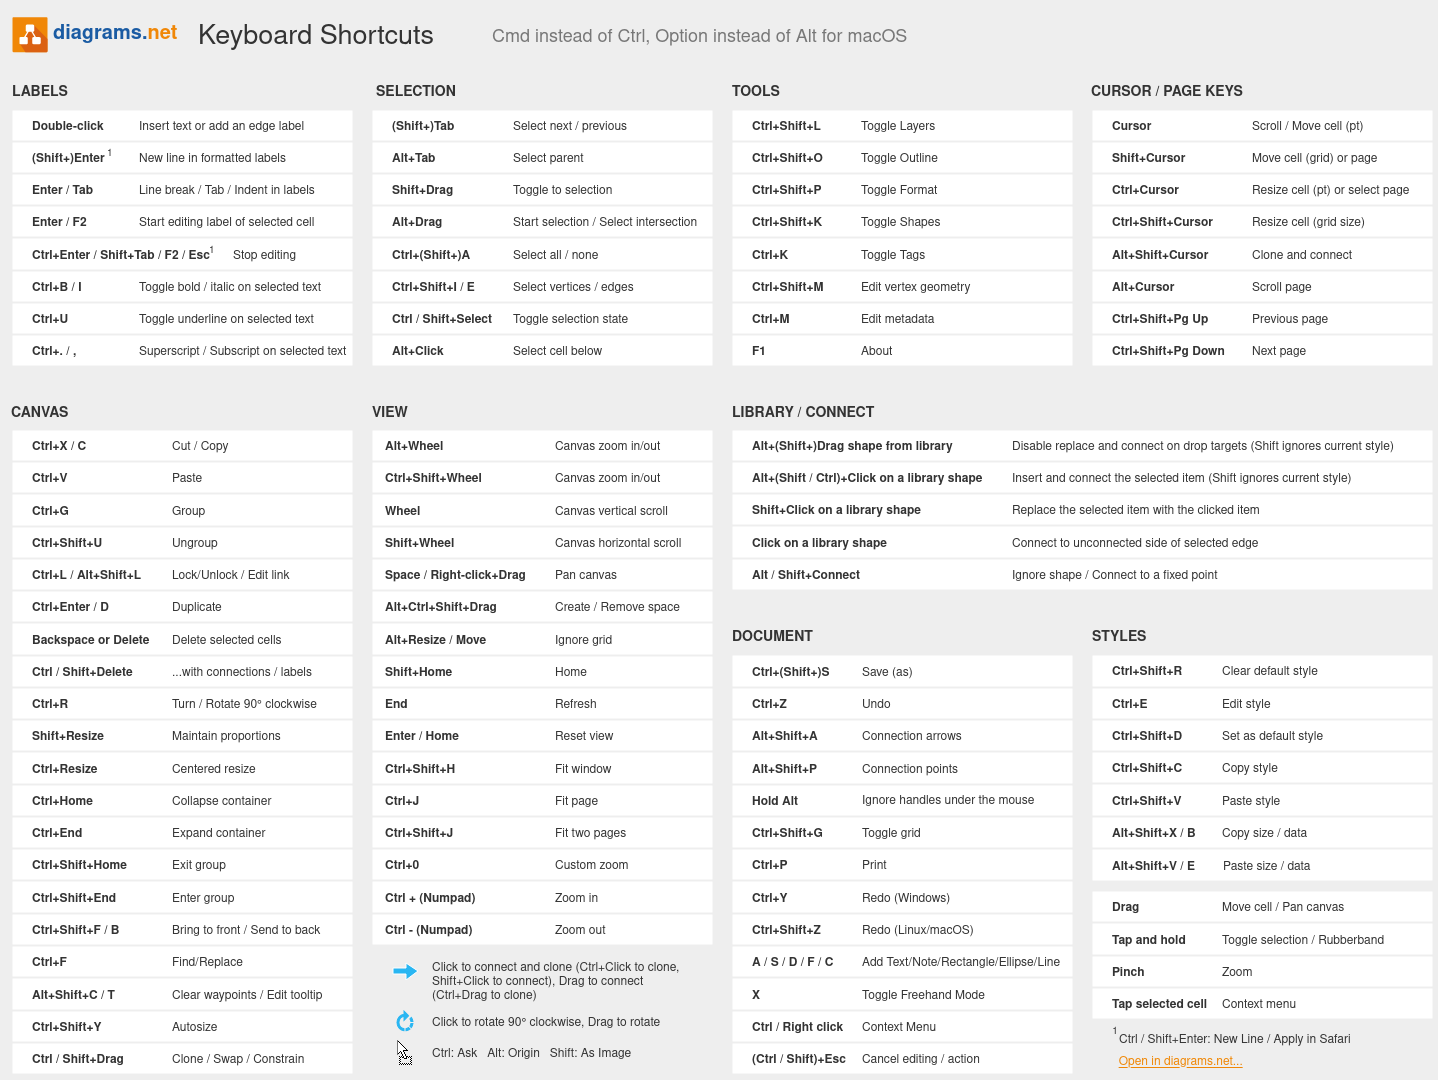 diagrams.net Keyboard Shortcuts Cmd instead of Ctrl, Option instead of Alt for macOS
LABELS
Double-click Insert text or add an edge label
(Shift+)Enter 1 New line in formatted labels
Enter / Tab Line break / Tab / Indent in labels
Enter / F2 Start editing label of selected cell
Ctrl+Enter / Shift+Tab / F2 / Esc1 Stop editing
Ctrl+B / I Toggle bold / italic on selected text
Ctrl+U Toggle underline on selected text
Ctrl+. / , Superscript / Subscript on selected text
SELECTION
(Shift+)Tab Select next / previous
Alt+Tab Select parent
Shift+Drag Toggle to selection
Alt+Drag Start selection / Select intersection
Ctrl+(Shift+)A Select all / none
Ctrl+Shift+I / E Select vertices / edges
Ctrl / Shift+Select Toggle selection state
Alt+Click Select cell below
TOOLS
Ctrl+Shift+L Toggle Layers
Ctrl+Shift+O Toggle Outline
Ctrl+Shift+P Toggle Format
Ctrl+Shift+K Toggle Shapes
Ctrl+K Toggle Tags
Ctrl+Shift+M Edit vertex geometry
Ctrl+M Edit metadata
F1 About
CURSOR / PAGE KEYS
Cursor Scroll / Move cell (pt)
Shift+Cursor Move cell (grid) or page
Ctrl+Cursor Resize cell (pt) or select page
Ctrl+Shift+Cursor Resize cell (grid size)
Alt+Shift+Cursor Clone and connect
Alt+Cursor Scroll page
Ctrl+Shift+Pg Up Previous page
Ctrl+Shift+Pg Down Next page
CANVAS
Ctrl+X / C Cut / Copy
Ctrl+V Paste
Ctrl+G Group
Ctrl+Shift+U Ungroup
Ctrl+L / Alt+Shift+L Lock/Unlock / Edit link
Ctrl+Enter / D Duplicate
Backspace or Delete Delete selected cells
Ctrl / Shift+Delete ...with connections / labels
Ctrl+R Turn / Rotate 90° clockwise
Shift+Resize Maintain proportions
Ctrl+Resize Centered resize
Ctrl+Home Collapse container
Ctrl+End Expand container
Ctrl+Shift+Home Exit group
Ctrl+Shift+End Enter group
Ctrl+Shift+F / B Bring to front / Send to back
Ctrl+F Find/Replace
Alt+Shift+C / T Clear waypoints / Edit tooltip
Ctrl+Shift+Y Autosize
Ctrl / Shift+Drag Clone / Swap / Constrain
VIEW
Alt+Wheel Canvas zoom in/out
Ctrl+Shift+Wheel Canvas zoom in/out
Wheel Canvas vertical scroll
Shift+Wheel Canvas horizontal scroll
Space / Right-click+Drag Pan canvas
Alt+Ctrl+Shift+Drag Create / Remove space
Alt+Resize / Move Ignore grid
Shift+Home Home
End Refresh
Enter / Home Reset view
Ctrl+Shift+H Fit window
Ctrl+J Fit page
Ctrl+Shift+J Fit two pages
Ctrl+0 Custom zoom
Ctrl + (Numpad) Zoom in
Ctrl - (Numpad) Zoom out
Click to connect and clone (Ctrl+Click to clone,
Shift+Click to connect), Drag to connect
(Ctrl+Drag to clone)
Click to rotate 90° clockwise, Drag to rotate
Ctrl: Ask Alt: Origin Shift: As Image
LIBRARY / CONNECT
Alt+(Shift+)Drag shape from library Disable replace and connect on drop targets (Shift ignores current style)
Alt+(Shift / Ctrl)+Click on a library shape Insert and connect the selected item (Shift ignores current style)
Shift+Click on a library shape Replace the selected item with the clicked item
Click on a library shape Connect to unconnected side of selected edge
Alt / Shift+Connect Ignore shape / Connect to a fixed point
DOCUMENT
Ctrl+(Shift+)S Save (as)
Ctrl+Z Undo
Alt+Shift+A Connection arrows
Alt+Shift+P Connection points
Hold Alt Ignore handles under the mouse
Ctrl+Shift+G Toggle grid
Ctrl+P Print
Ctrl+Y Redo (Windows)
Ctrl+Shift+Z Redo (Linux/macOS)
A / S / D / F / C Add Text/Note/Rectangle/Ellipse/Line
X Toggle Freehand Mode
Ctrl / Right click Context Menu
(Ctrl / Shift)+Esc Cancel editing / action
STYLES
Ctrl+Shift+R Clear default style
Ctrl+E Edit style
Ctrl+Shift+D Set as default style
Ctrl+Shift+C Copy style
Ctrl+Shift+V Paste style
Alt+Shift+X / B Copy size / data
Alt+Shift+V / E Paste size / data
Drag Move cell / Pan canvas
Tap and hold Toggle selection / Rubberband
Pinch Zoom
Tap selected cell Context menu
1 Ctrl / Shift+Enter: New Line / Apply in Safari
Open in diagrams.net...